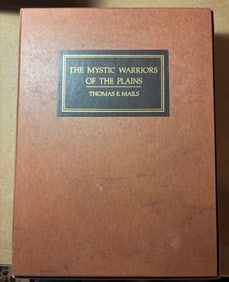 THE MYSTIC WARRIORS
OF THE PLAINS
THOMAS E. MAILS